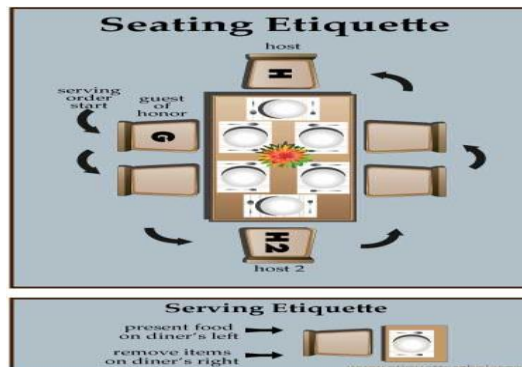 Seating Etiquette
host
H
serving
order
start
guest
of
honor
G
H2
host 2
Serving Etiquette
present food
on diner's left
remove items
on diner's right